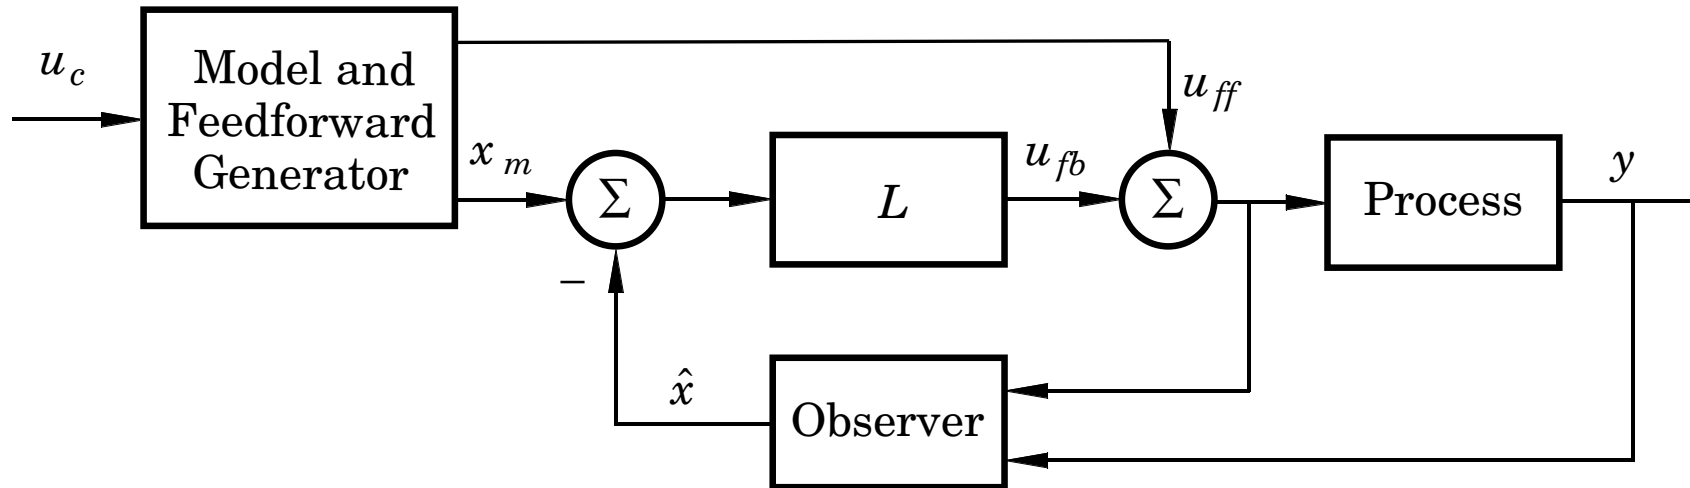 u_c
Model and
Feedforward
Generator
x_m
Σ
−
L
u_fb
u_ff
Σ
Process
y
x̂
Observer